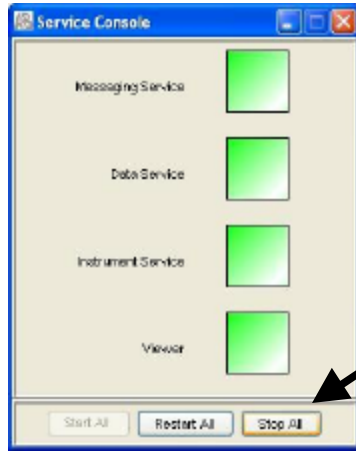 Service Console
Messaging Service
Data Service
Instrument Service
Viewer
Start All Restart All Stop All